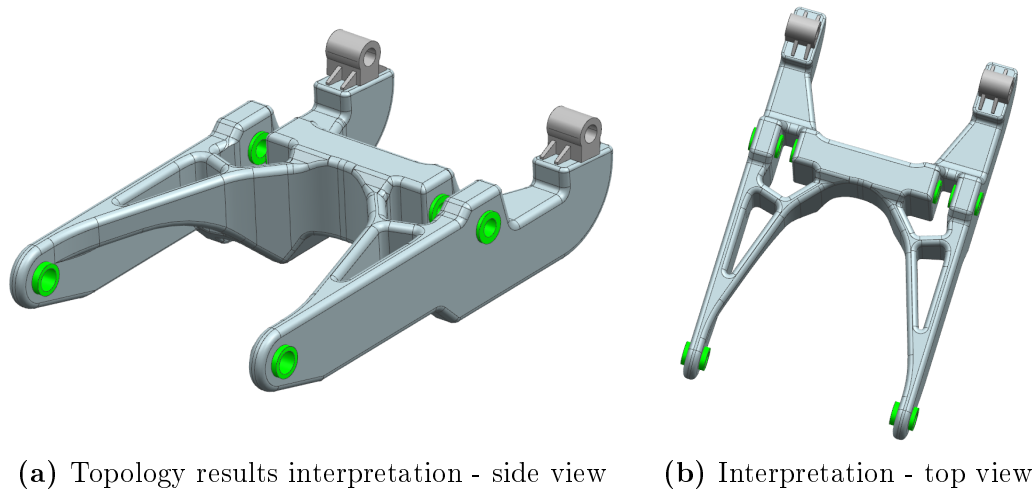 (a) Topology results interpretation - side view
(b) Interpretation - top view